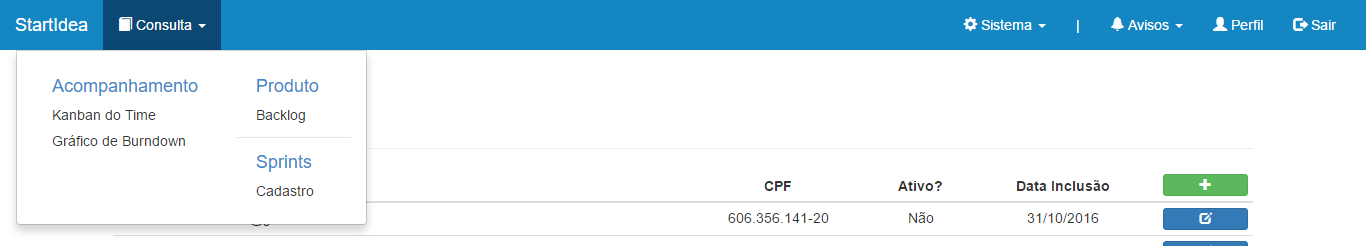 StartIdea Consulta Sistema | Avisos Perfil Sair
Acompanhamento
Kanban do Time
Gráfico de Burndown
Produto
Backlog
Sprints
Cadastro
CPF Ativo? Data Inclusão
606.356.141-20 Não 31/10/2016